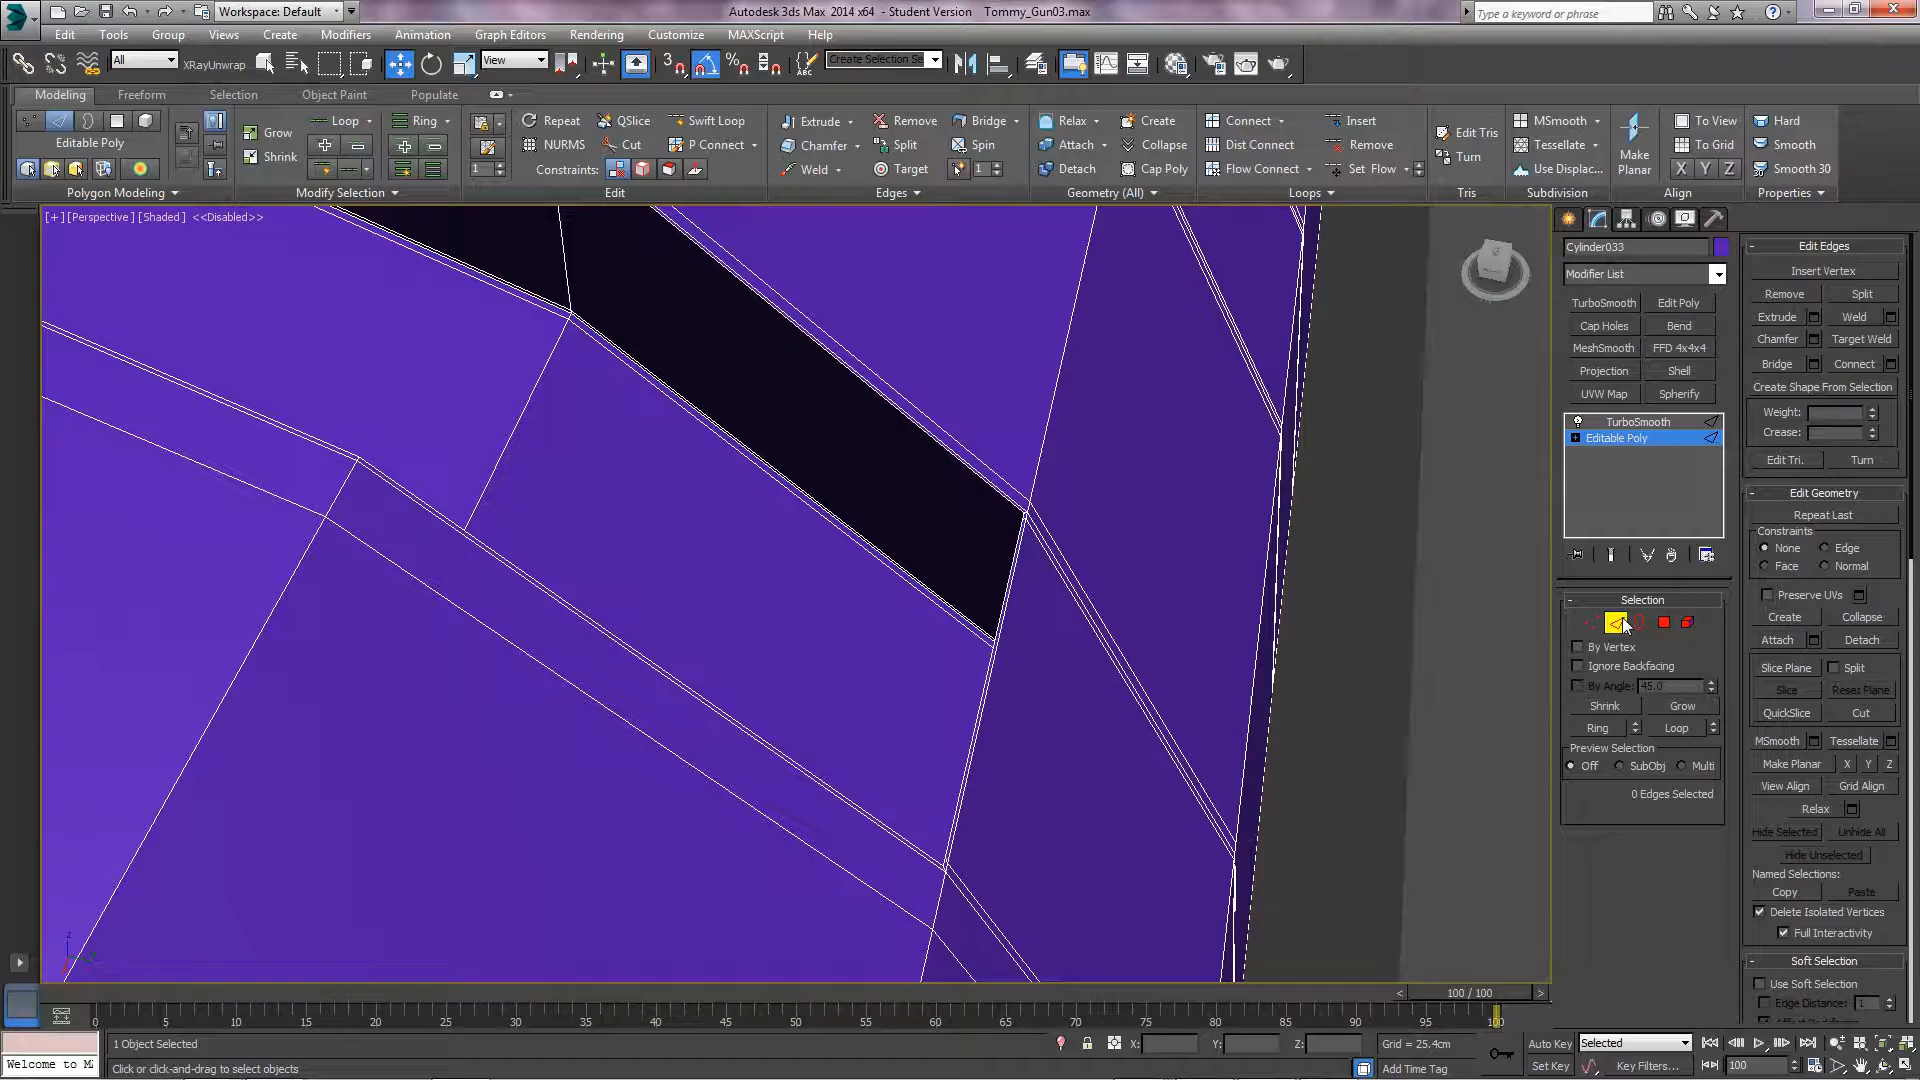 Workspace: Default
Autodesk 3ds Max 2014 x64 - Student Version Tommy_Gun03.max
Type a keyword or phrase
Edit Tools Group Views Create Modifiers Animation Graph Editors Rendering Customize MAXScript Help
All XRayUnwrap View Create Selection Se
Modeling Freeform Selection Object Paint Populate
Loop Ring Repeat QSlice Swift Loop Extrude Remove Bridge Relax Create Connect Insert MSmooth To View Hard
Editable Poly Grow NURMS Cut P Connect Chamfer Split Spin Attach Collapse Dist Connect Remove Edit Tris Turn Tessellate Make Planar To Grid Smooth
Shrink 1 Constraints: Weld Target 1 Detach Cap Poly Flow Connect Set Flow Use Displac... X Y Z Smooth 30
Polygon Modeling Modify Selection Edit Edges Geometry (All) Loops Tris Subdivision Align Properties
[+] [Perspective] [Shaded] <<Disabled>>
Cylinder033
Modifier List
TurboSmooth Edit Poly
Cap Holes Bend
MeshSmooth FFD 4x4x4
Projection Shell
UVW Map Spherify
TurboSmooth
Editable Poly
Selection
By Vertex
Ignore Backfacing
By Angle: 45.0
Shrink Grow
Ring Loop
Preview Selection
Off SubObj Multi
0 Edges Selected
Edit Edges
Insert Vertex
Remove Split
Extrude Weld
Chamfer Target Weld
Bridge Connect
Create Shape From Selection
Weight:
Crease:
Edit Tri. Turn
Edit Geometry
Repeat Last
Constraints
None Edge
Face Normal
Preserve UVs
Create Collapse
Attach Detach
Slice Plane Split
Slice Reset Plane
QuickSlice Cut
MSmooth Tessellate
Make Planar X Y Z
View Align Grid Align
Relax
Hide Selected Unhide All
Hide Unselected
Named Selections:
Copy Paste
Delete Isolated Vertices
Full Interactivity
Soft Selection
Use Soft Selection
Edge Distance: 1
< 100 / 100 >
0 5 10 15 20 25 30 35 40 45 50 55 60 65 70 75 80 85 90 95 100
1 Object Selected X: Y: Z: Grid = 25.4cm Auto Key Selected
Welcome to M Click or click-and-drag to select objects Add Time Tag Set Key Key Filters... 100